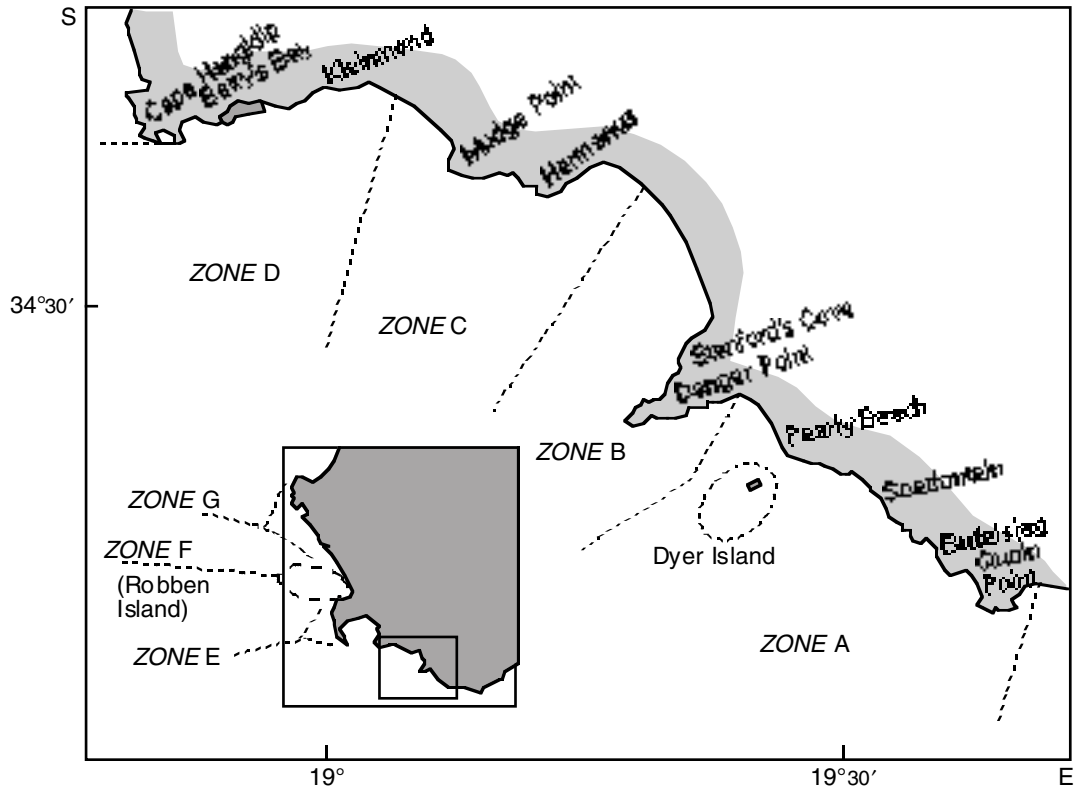 S
Cape Hangklip
Betty's Bay
Kleinmond
Mudge Point
Hermanus
ZONE D
34°30′
ZONE C
Stanford's Cove
Danger Point
Pearly Beach
ZONE B
ZONE G
ZONE F
(Robben
Island)
Dyer Island
Buffelsjag
Quoin
Point
ZONE E
ZONE A
19°
19°30′
E